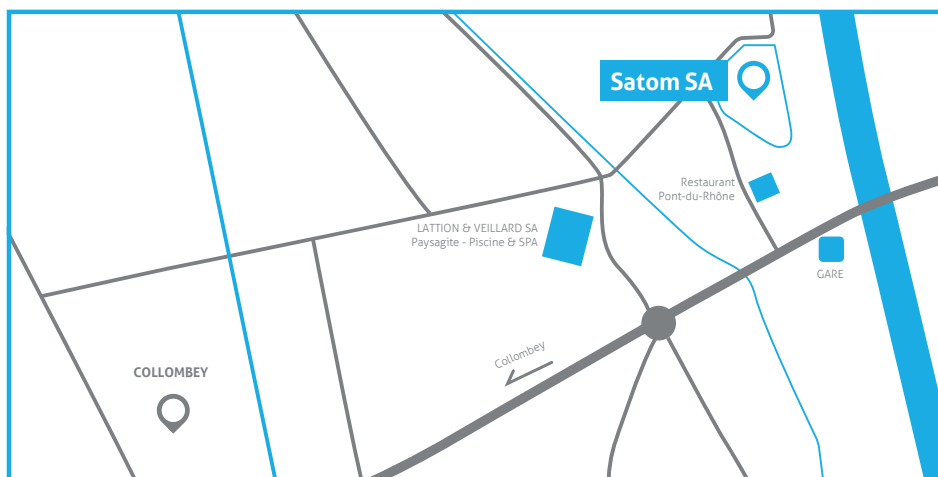 Satom SA
Restaurant
Pont-du-Rhône
LATTION & VEILLARD SA
Paysagite - Piscine & SPA
GARE
Collombey
COLLOMBEY